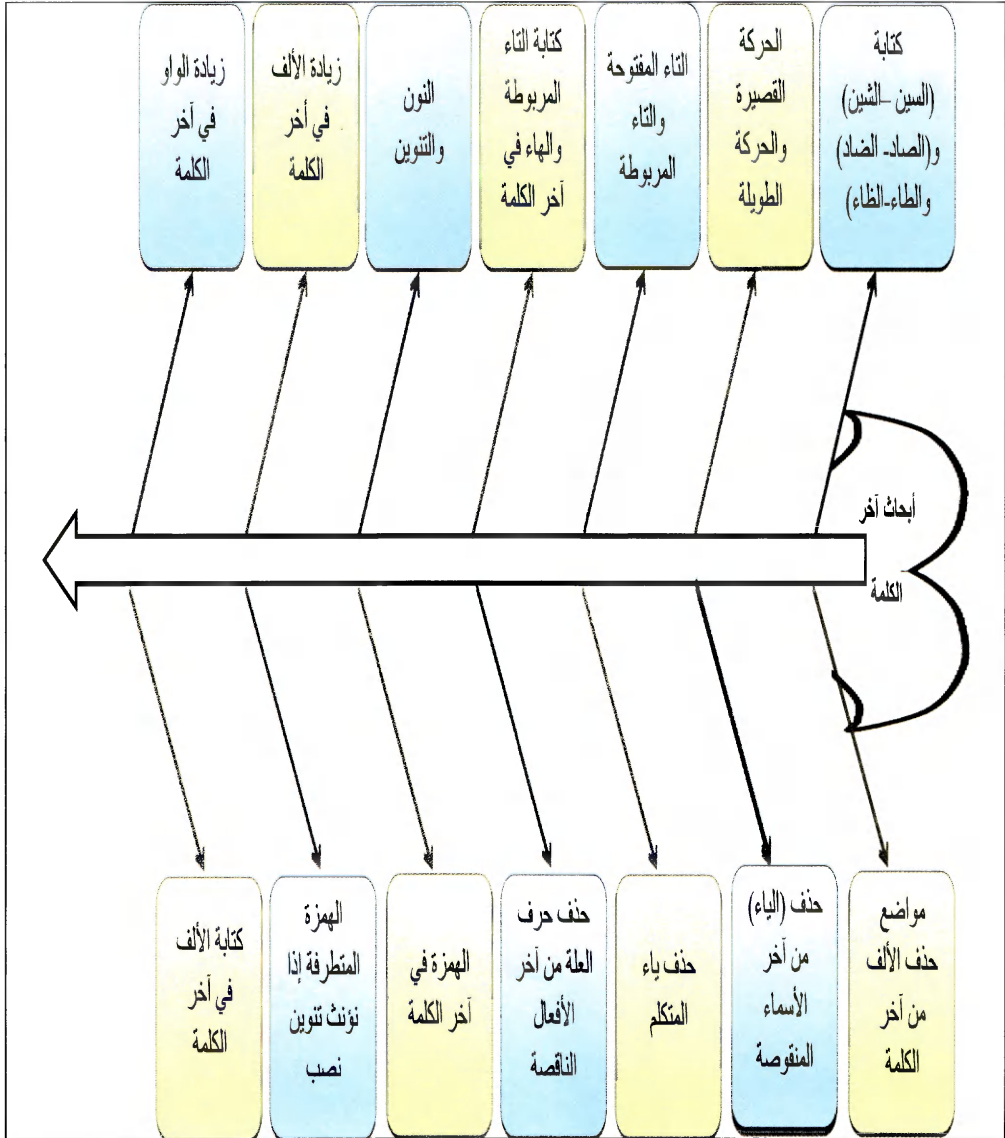 كتابة
(السين –الشين)
و(الصاد- الضاد)
والطاء-الظاء)
الحركة
القصيرة
والحركة
الطويلة
التاء المفتوحة
والتاء
المربوطة
كتابة التاء
المربوطة
والهاء في
آخر الكلمة
النون
والتنوين
زيادة الألف
في أخر
الكلمة
زيادة الواو
في آخر
الكلمة
أبحاث آخر
الكلمة
مواضع
حذف الألف
من آخر
الكلمة
حذف (الياء)
من آخر
الأسماء
المنقوصة
حذف ياء
المتكلم
حذف حرف
العلة من آخر
الأفعال
الناقصة
الهمزة في
آخر الكلمة
الهمزة
المتطرفة إذا
نؤنث تنوين
نصب
كتابة الألف
في آخر
الكلمة